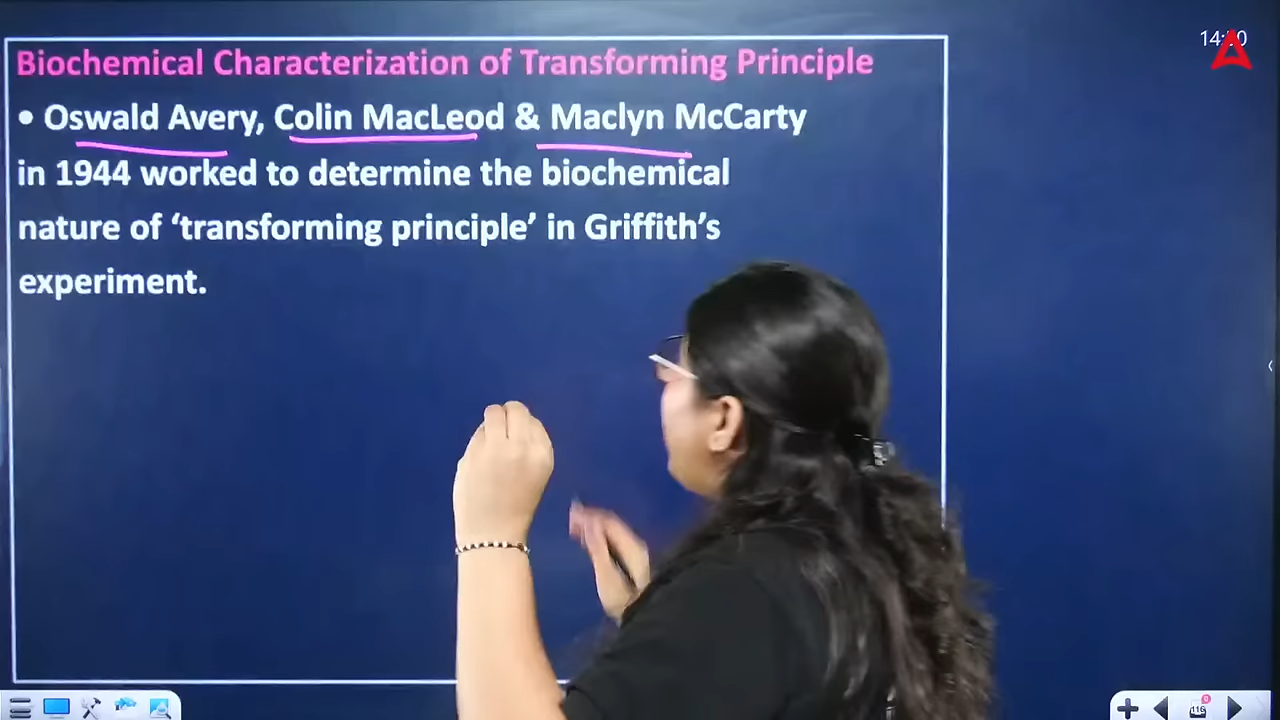 Biochemical Characterization of Transforming Principle
• Oswald Avery, Colin MacLeod & Maclyn McCarty
in 1944 worked to determine the biochemical
nature of ‘transforming principle’ in Griffith’s
experiment.
116